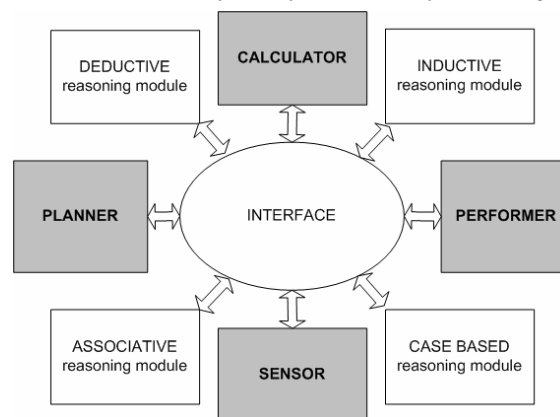 DEDUCTIVE
reasoning module
CALCULATOR
INDUCTIVE
reasoning module
PLANNER
INTERFACE
PERFORMER
ASSOCIATIVE
reasoning module
SENSOR
CASE BASED
reasoning module